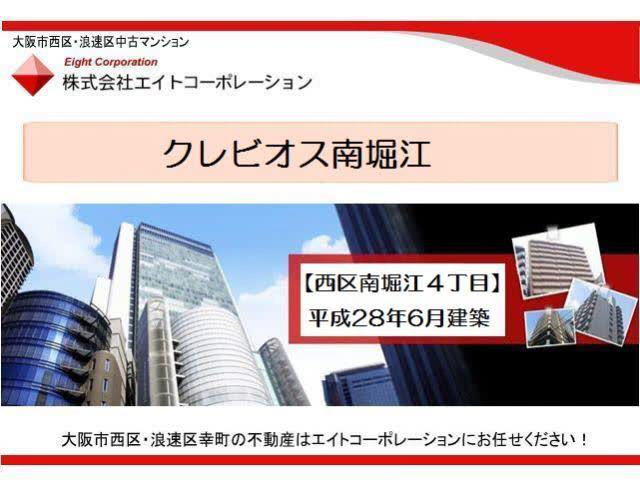 大阪市西区・浪速区中古マンション
Eight Corporation
株式会社エイトコーポレーション
クレビオス南堀江
【西区南堀江４丁目】
平成28年6月建築
大阪市西区・浪速区幸町の不動産はエイトコーポレーションにお任せください！